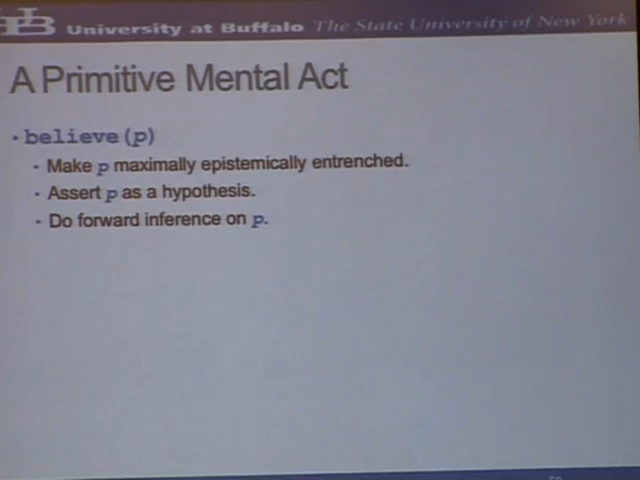 UB University at Buffalo The State University of New York
A Primitive Mental Act
• believe(p)
• Make p maximally epistemically entrenched.
• Assert p as a hypothesis.
• Do forward inference on p.